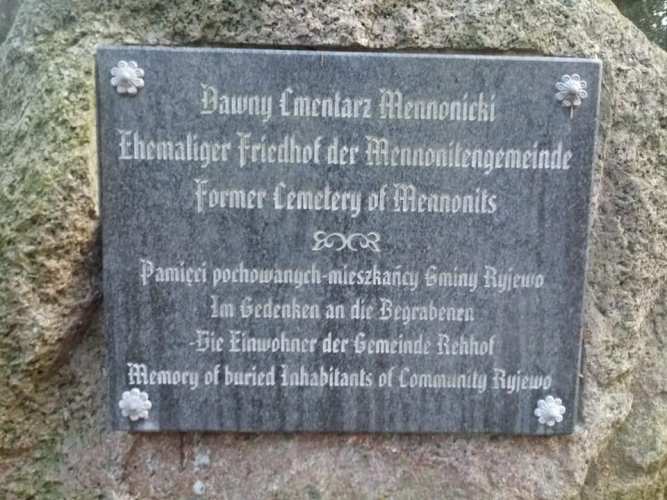 Dawny Cmentarz Mennonicki
Ehemaliger Friedhof der Mennonitengemeinde
Former Cemetery of Mennonits
Pamięci pochowanych-mieszkańcy Gminy Ryjewo
Im Gedenken an die Begrabenen
-Die Einwohner der Gemeinde Rehhof
Memory of buried Inhabitants of Community Ryjewo